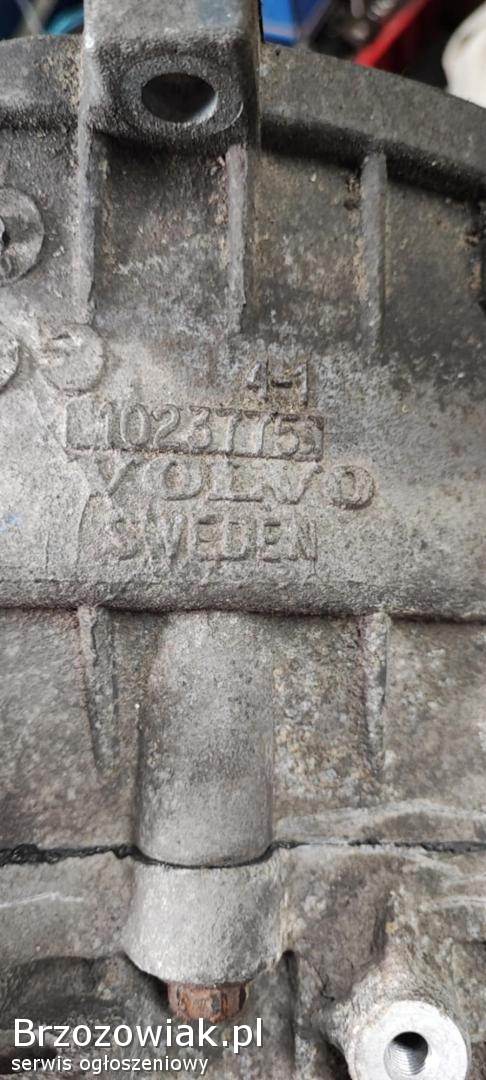 4-1
1023775
VOLVO
SWEDEN
Brzozowiak.pl
serwis ogłoszeniowy